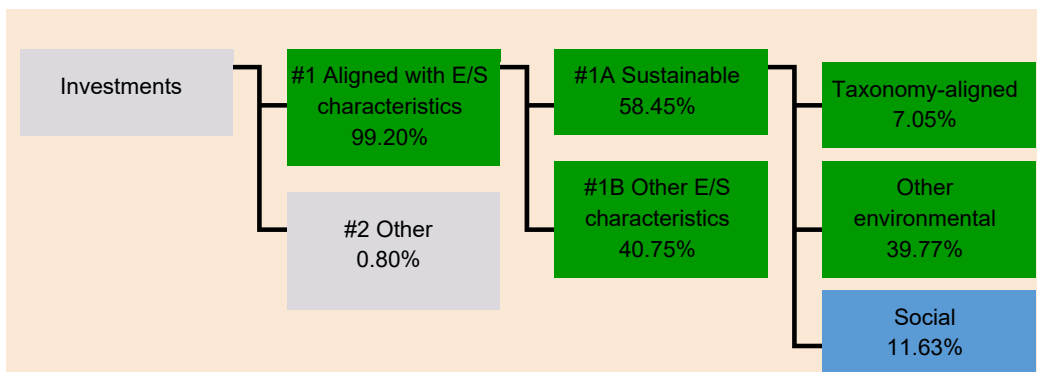 Investments
#1 Aligned with E/S
characteristics
99.20%
#2 Other
0.80%
#1A Sustainable
58.45%
#1B Other E/S
characteristics
40.75%
Taxonomy-aligned
7.05%
Other
environmental
39.77%
Social
11.63%